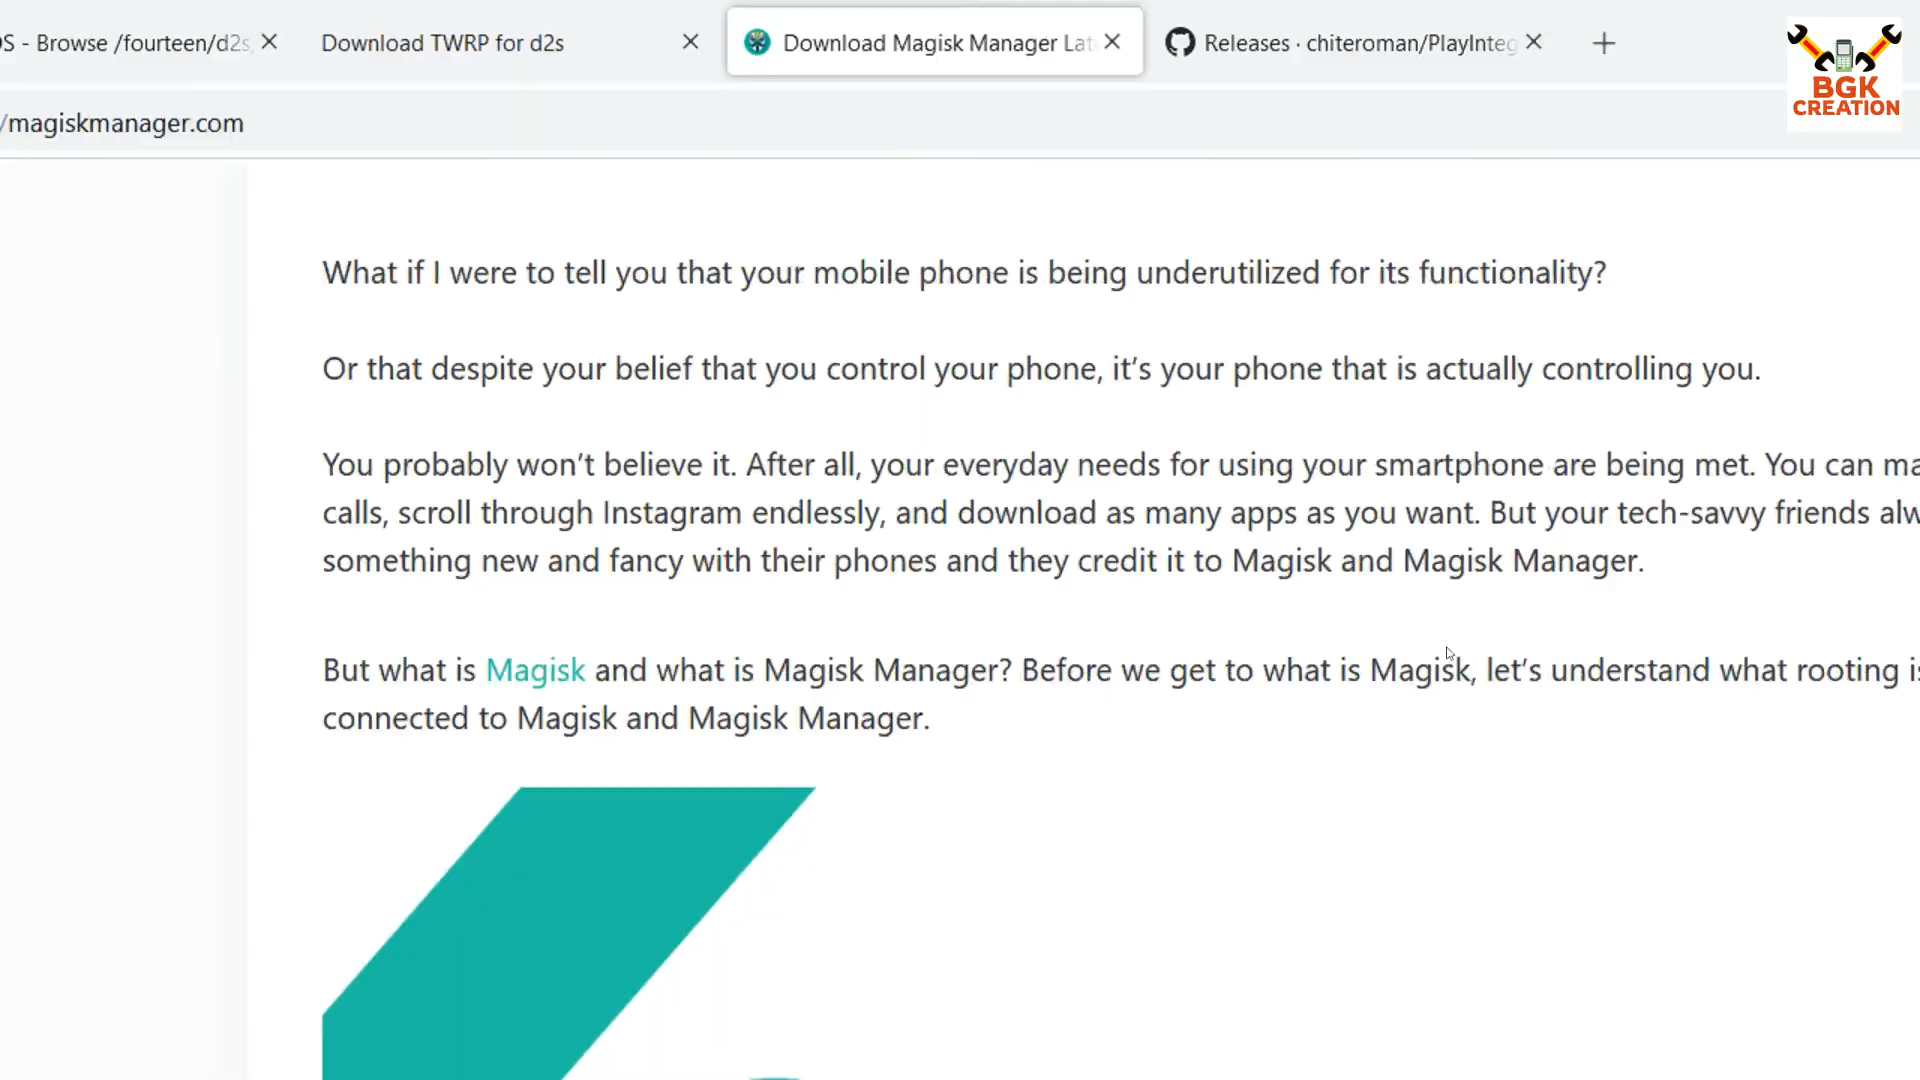 S - Browse /fourteen/d2s
Download TWRP for d2s
Download Magisk Manager Lat
Releases · chiteroman/PlayInteg
BGK
CREATION
/magiskmanager.com
What if I were to tell you that your mobile phone is being underutilized for its functionality?
Or that despite your belief that you control your phone, it’s your phone that is actually controlling you.
You probably won’t believe it. After all, your everyday needs for using your smartphone are being met. You can ma
calls, scroll through Instagram endlessly, and download as many apps as you want. But your tech-savvy friends alw
something new and fancy with their phones and they credit it to Magisk and Magisk Manager.
But what is Magisk and what is Magisk Manager? Before we get to what is Magisk, let’s understand what rooting is
connected to Magisk and Magisk Manager.